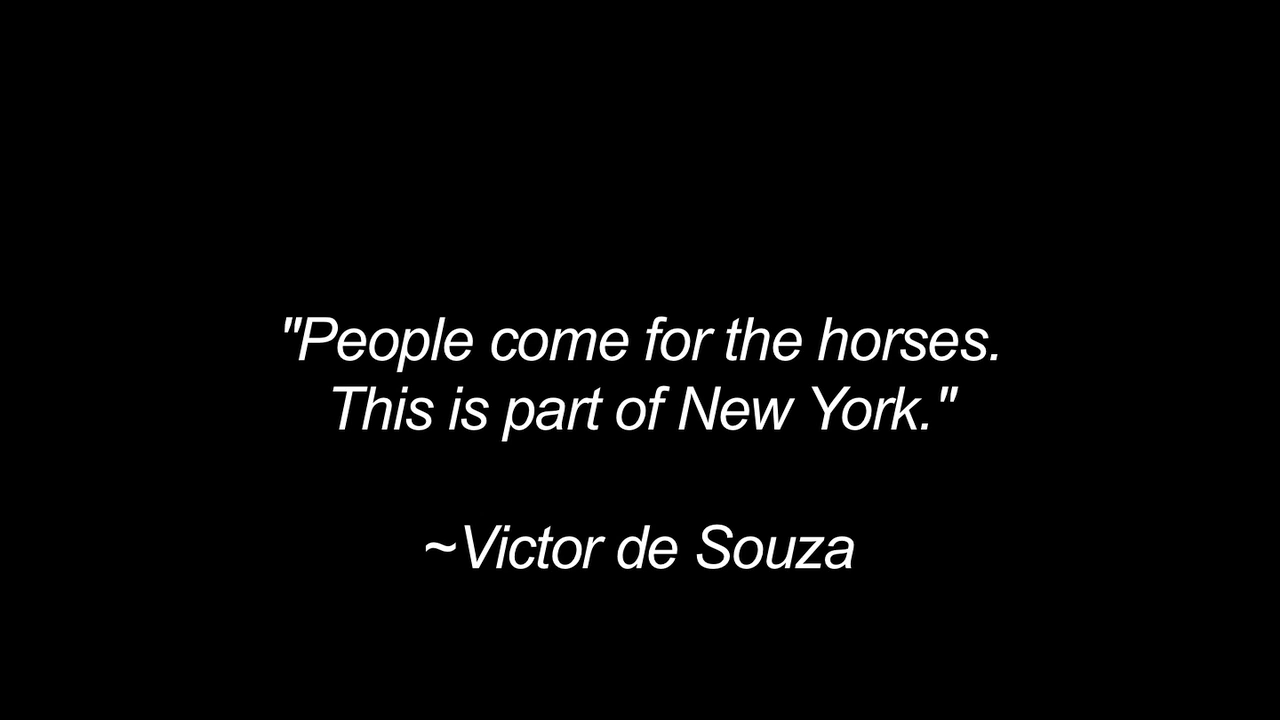 "People come for the horses.
This is part of New York."
~Victor de Souza